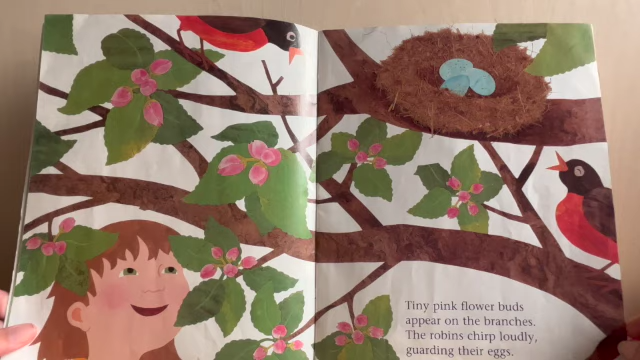 Tiny pink flower buds
appear on the branches.
The robins chirp loudly,
guarding their eggs.